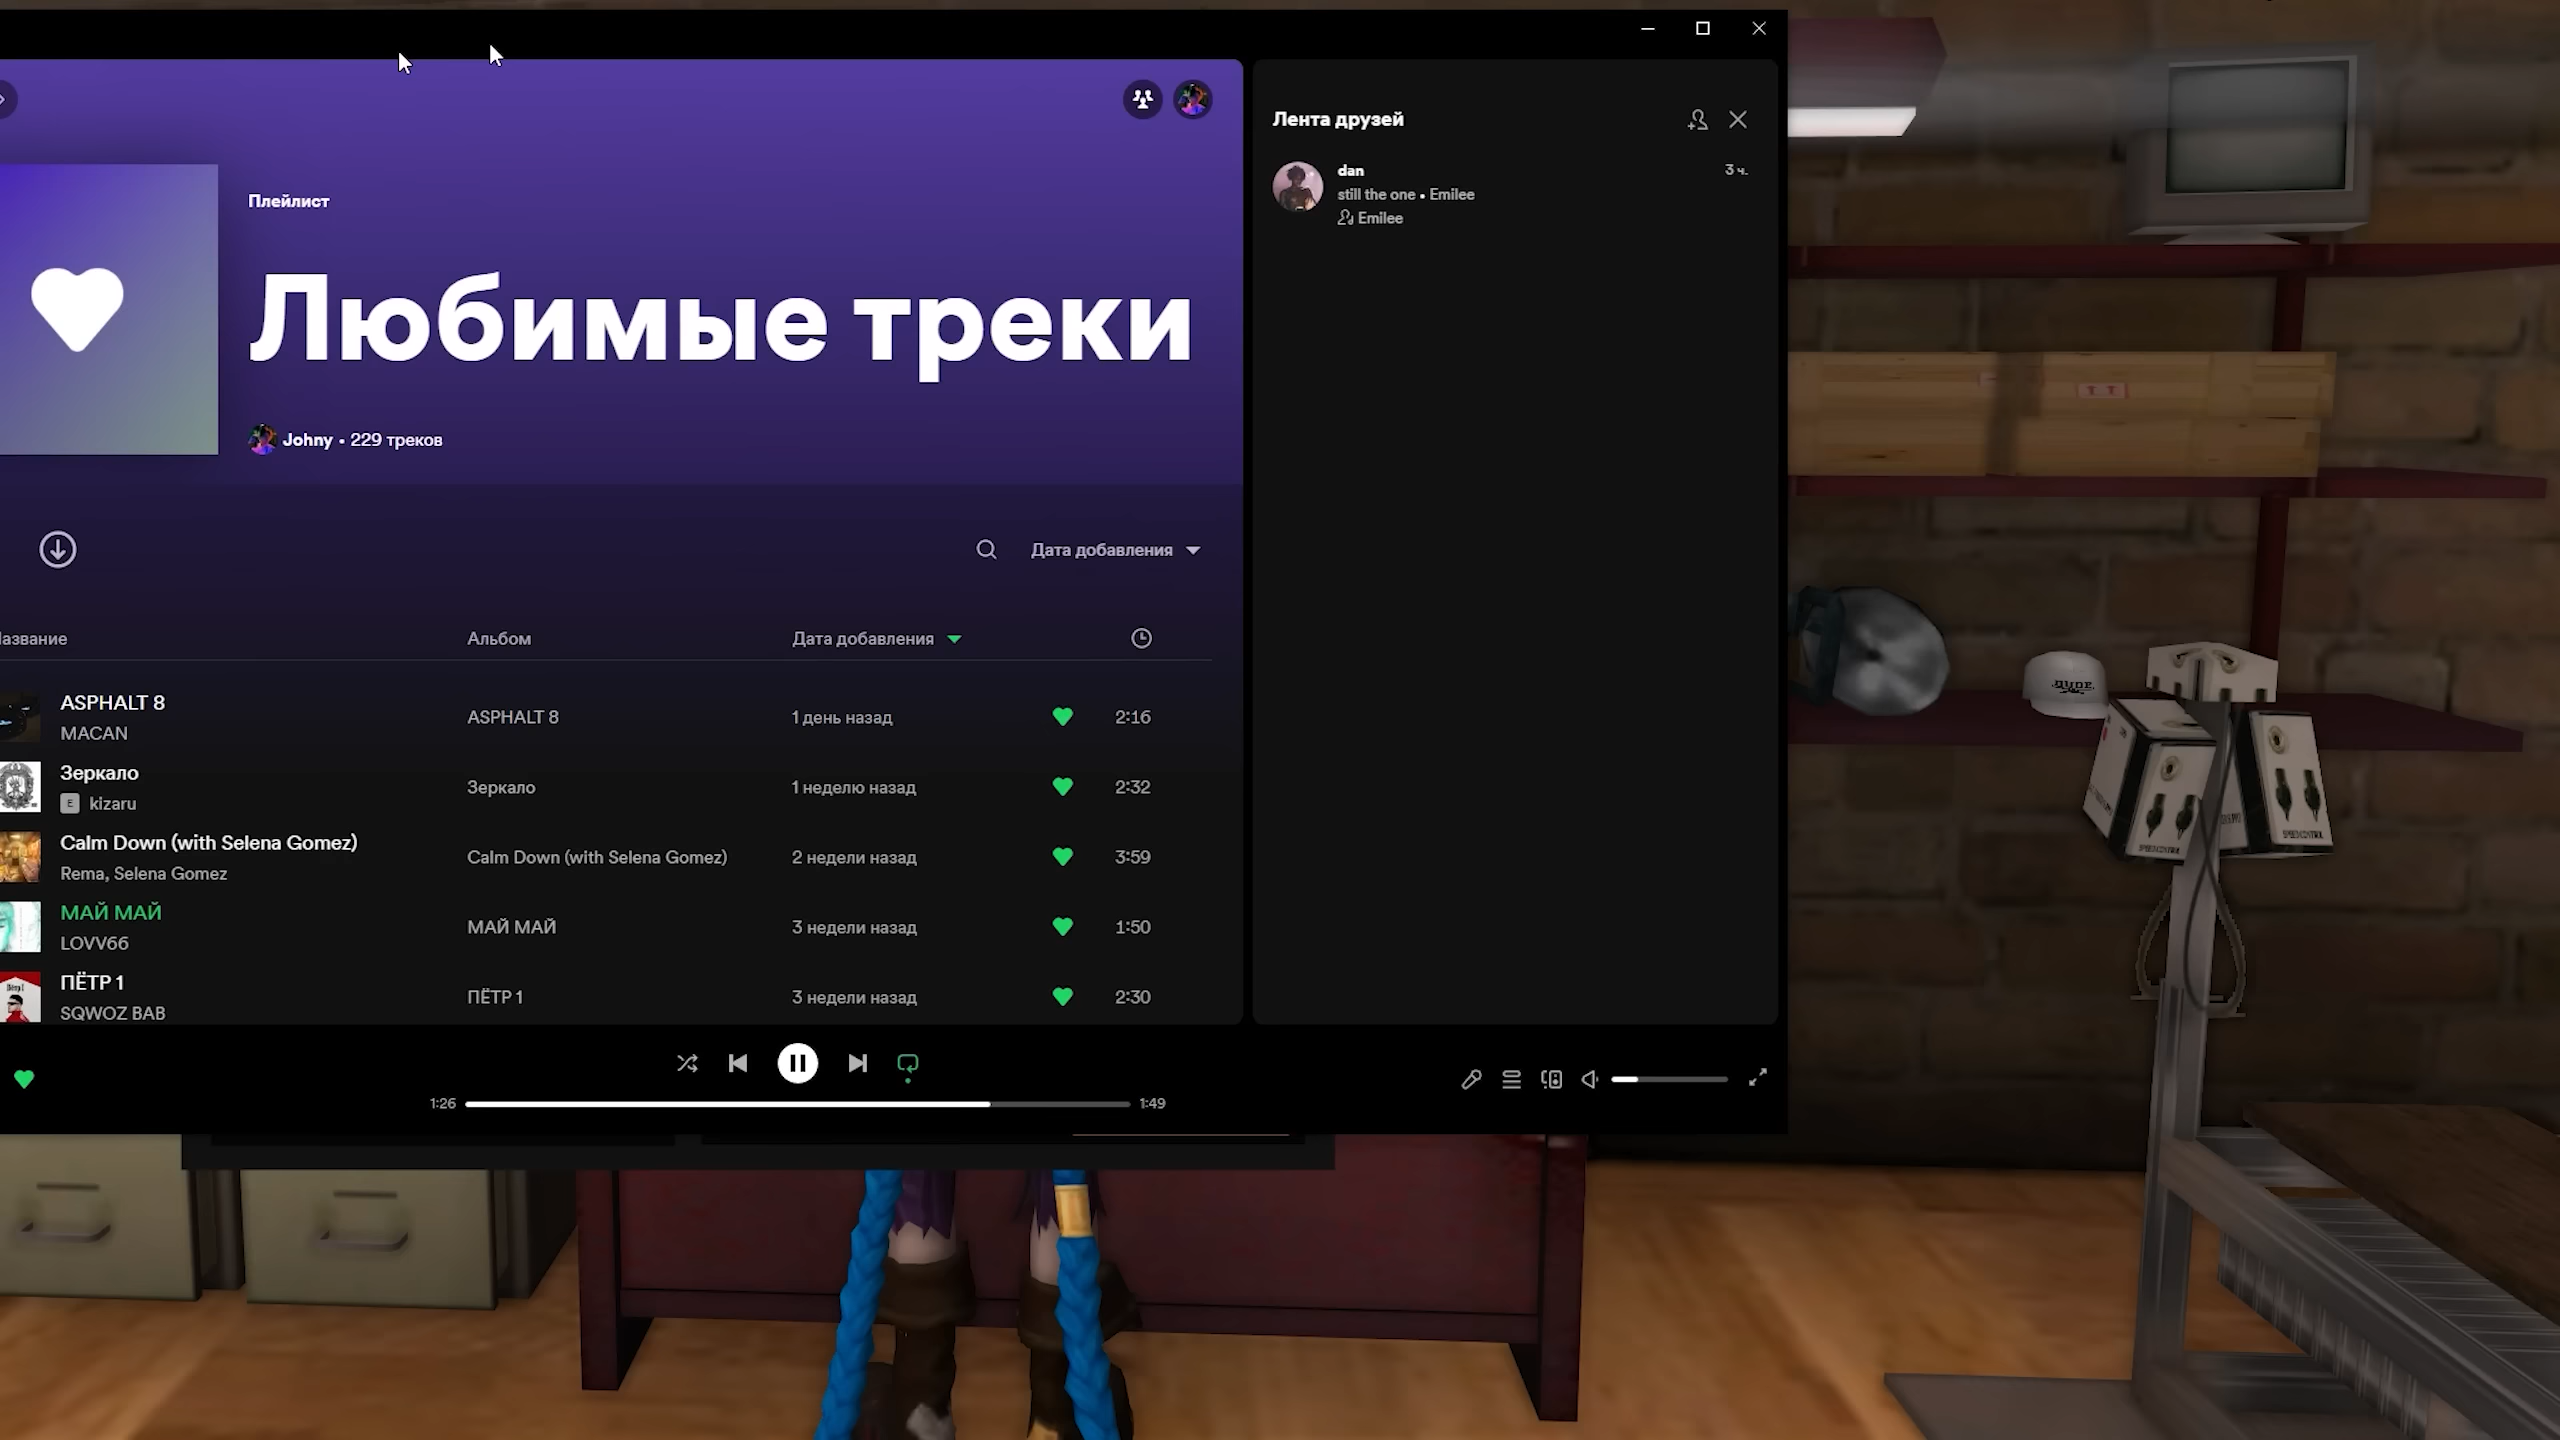 Плейлист
Любимые треки
Johny • 229 треков
Дата добавления
Название Альбом Дата добавления
ASPHALT 8 ASPHALT 8 1 день назад 2:16
MACAN
Зеркало Зеркало 1 неделю назад 2:32
E kizaru
Calm Down (with Selena Gomez) Calm Down (with Selena Gomez) 2 недели назад 3:59
Rema, Selena Gomez
МАЙ МАЙ МАЙ МАЙ 3 недели назад 1:50
LOVV66
ПЁТР 1 ПЁТР 1 3 недели назад 2:30
SQWOZ BAB
1:26 1:49
Лента друзей
dan 3 ч.
still the one • Emilee
Emilee
DUDE